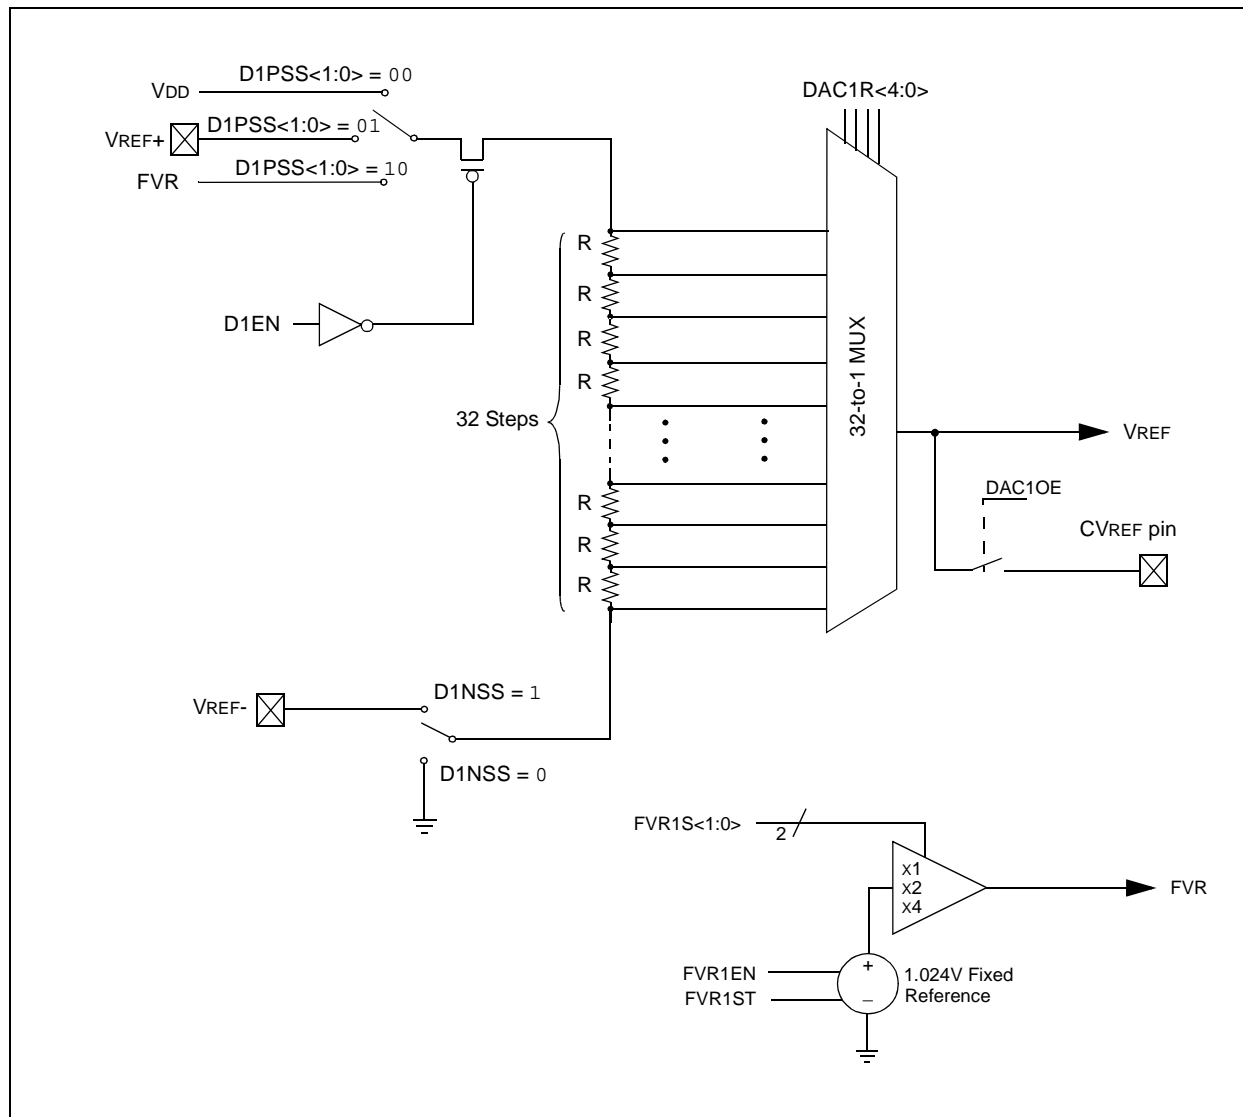 VDD
D1PSS<1:0> = 00
DAC1R<4:0>
VREF+
D1PSS<1:0> = 01
FVR
D1PSS<1:0> = 10
R
R
D1EN
R
R
32 Steps
32-to-1 MUX
VREF
R
DAC1OE
R
CVREF pin
R
VREF-
D1NSS = 1
D1NSS = 0
FVR1S<1:0>
2
x1
x2
x4
FVR
FVR1EN
FVR1ST
+
–
1.024V Fixed
Reference